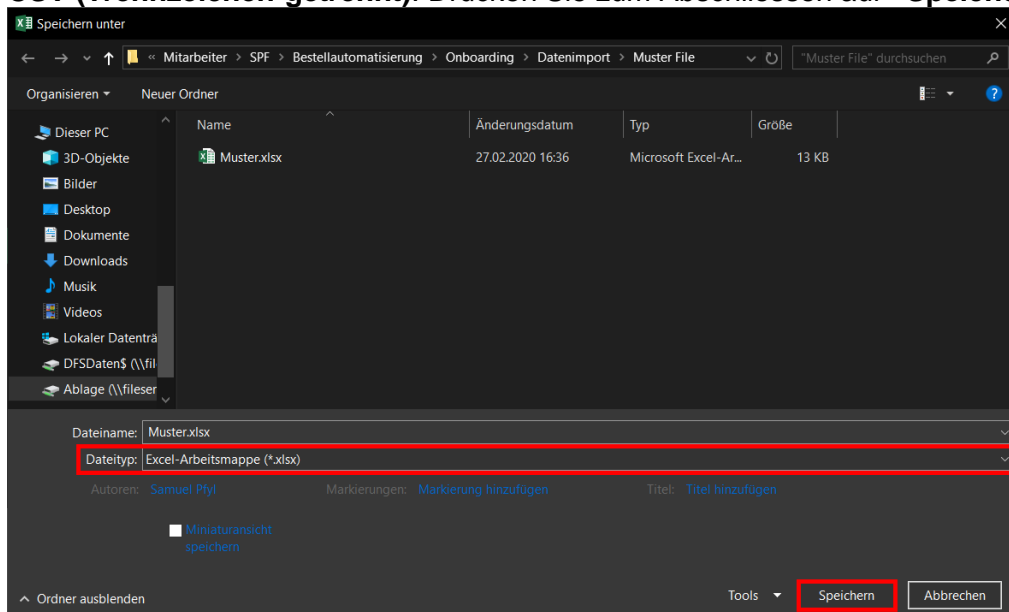 Speichern unter
« Mitarbeiter > SPF > Bestellautomatisierung > Onboarding > Datenimport > Muster File "Muster File" durchsuchen
Organisieren Neuer Ordner
Name Änderungsdatum Typ Größe
Dieser PC
3D-Objekte Muster.xlsx 27.02.2020 16:36 Microsoft Excel-Ar... 13 KB
Bilder
Desktop
Dokumente
Downloads
Musik
Videos
Lokaler Datenträ
DFSDaten$ (\\fil
Ablage (\\fileser
Dateiname: Muster.xlsx
Dateityp: Excel-Arbeitsmappe (*.xlsx)
Autoren: Samuel Pfyl Markierungen: Markierung hinzufügen Titel: Titel hinzufügen
Miniaturansicht
speichern
Ordner ausblenden Tools Speichern Abbrechen